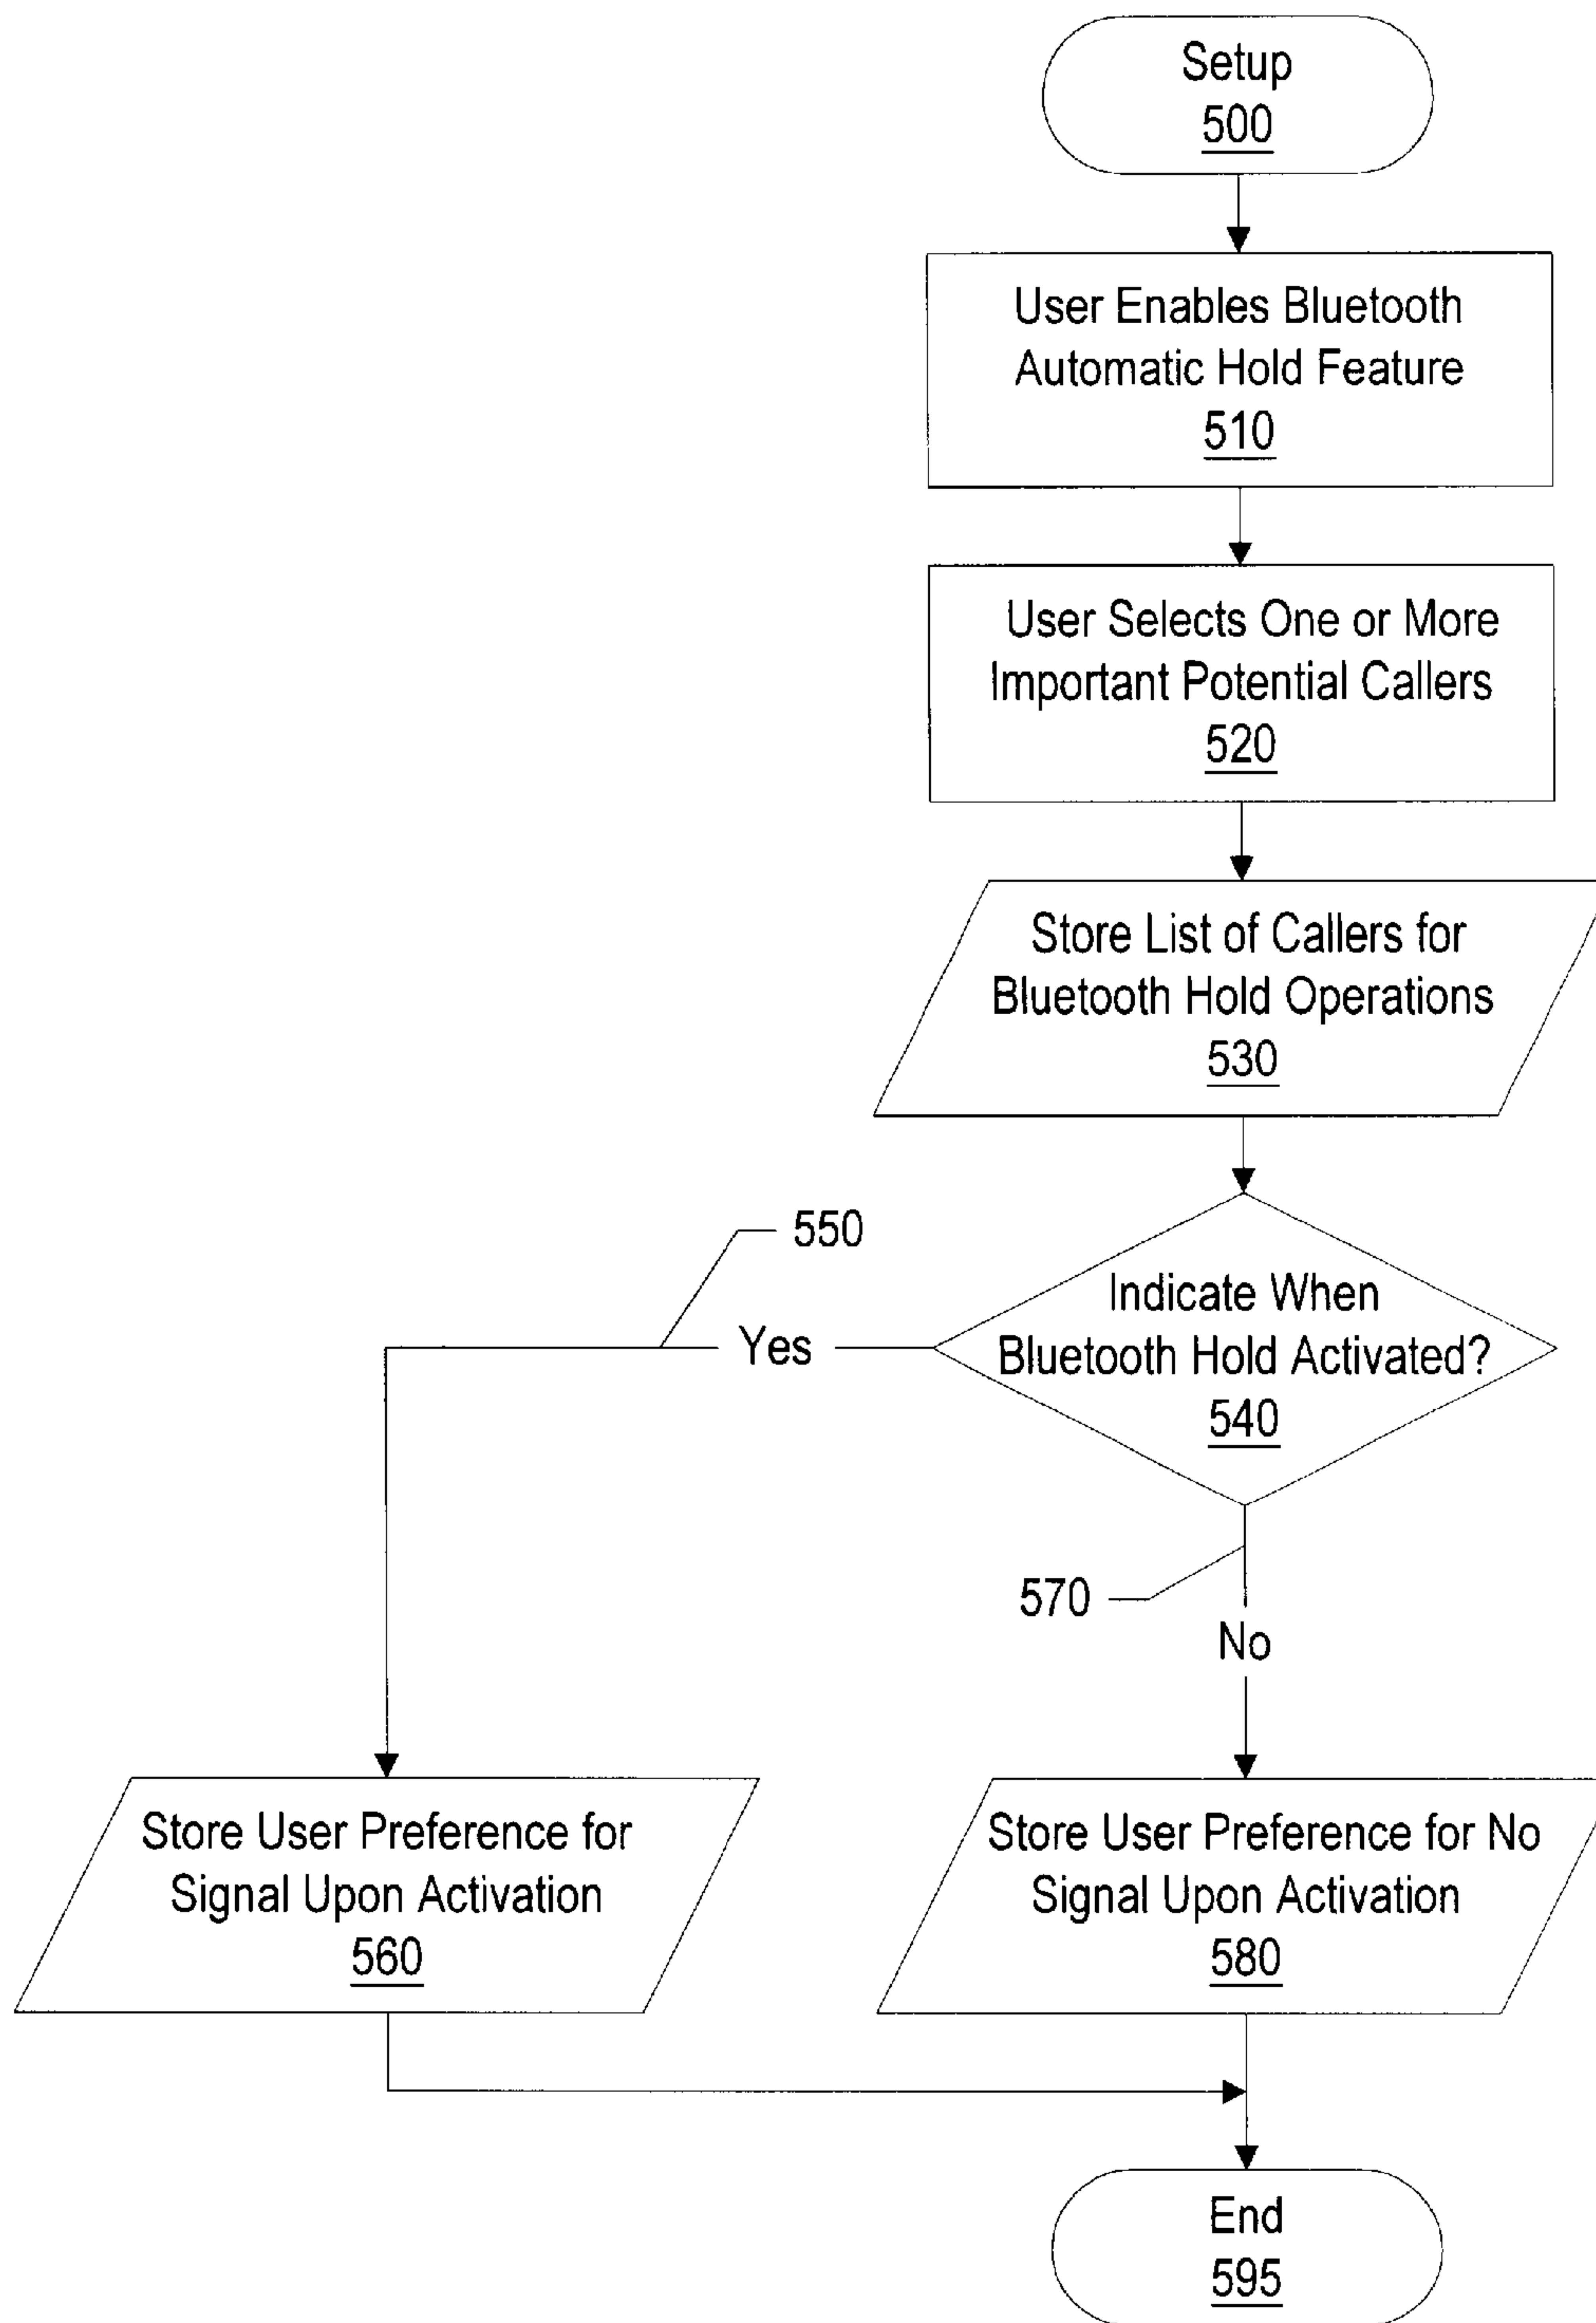 Setup
500
User Enables Bluetooth
Automatic Hold Feature
510
User Selects One or More
Important Potential Callers
520
Store List of Callers for
Bluetooth Hold Operations
530
550
Indicate When
Yes
Bluetooth Hold Activated?
540
570
No
Store User Preference for
Signal Upon Activation
560
Store User Preference for No
Signal Upon Activation
580
End
595